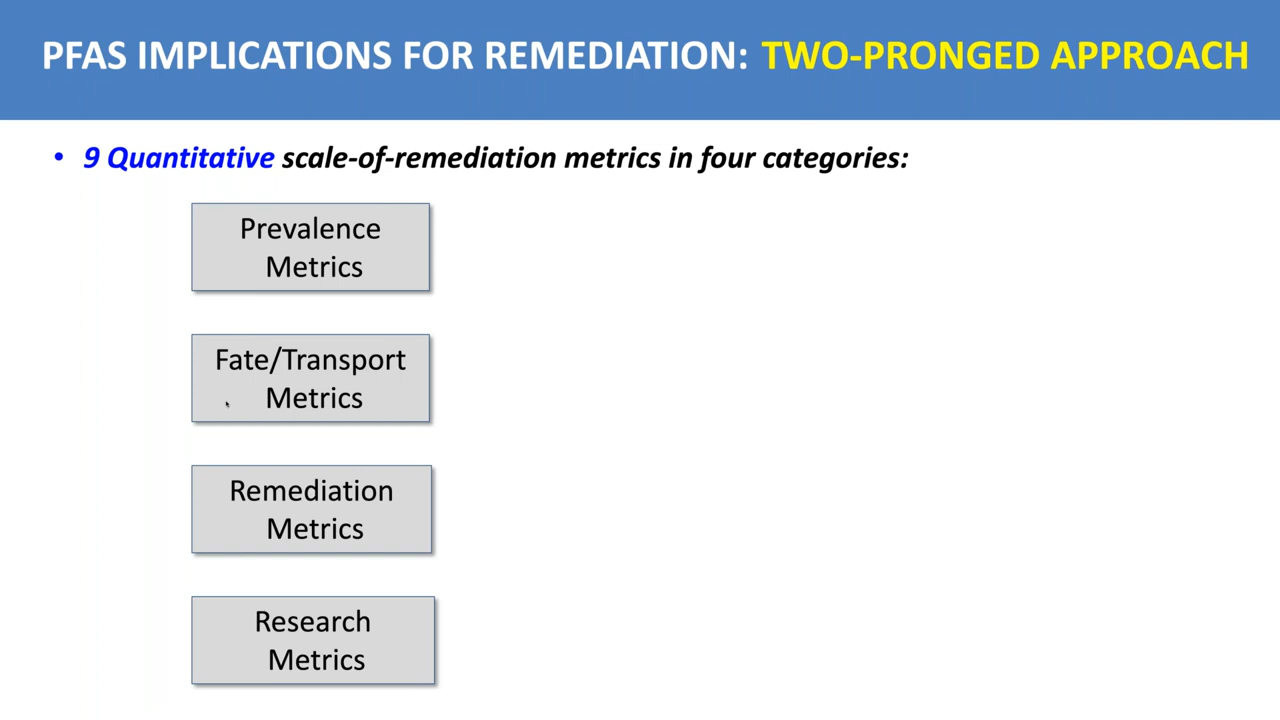 PFAS IMPLICATIONS FOR REMEDIATION: TWO-PRONGED APPROACH
• 9 Quantitative scale-of-remediation metrics in four categories:
Prevalence
Metrics
Fate/Transport
Metrics
Remediation
Metrics
Research
Metrics